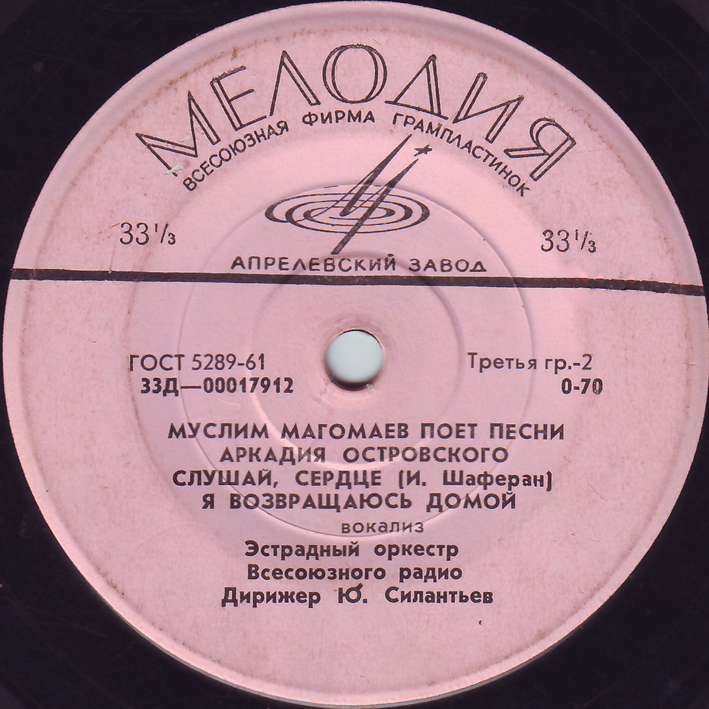 МЕЛОДИЯ
ВСЕСОЮЗНАЯ ФИРМА ГРАМПЛАСТИНОК
33⅓ 33⅓
АПРЕЛЕВСКИЙ ЗАВОД
ГОСТ 5289-61 Третья гр.-2
33Д—00017912 0-70
МУСЛИМ МАГОМАЕВ ПОЕТ ПЕСНИ
АРКАДИЯ ОСТРОВСКОГО
СЛУШАЙ, СЕРДЦЕ (И. Шаферан)
Я ВОЗВРАЩАЮСЬ ДОМОЙ
вокализ
Эстрадный оркестр
Всесоюзного радио
Дирижер Ю. Силантьев